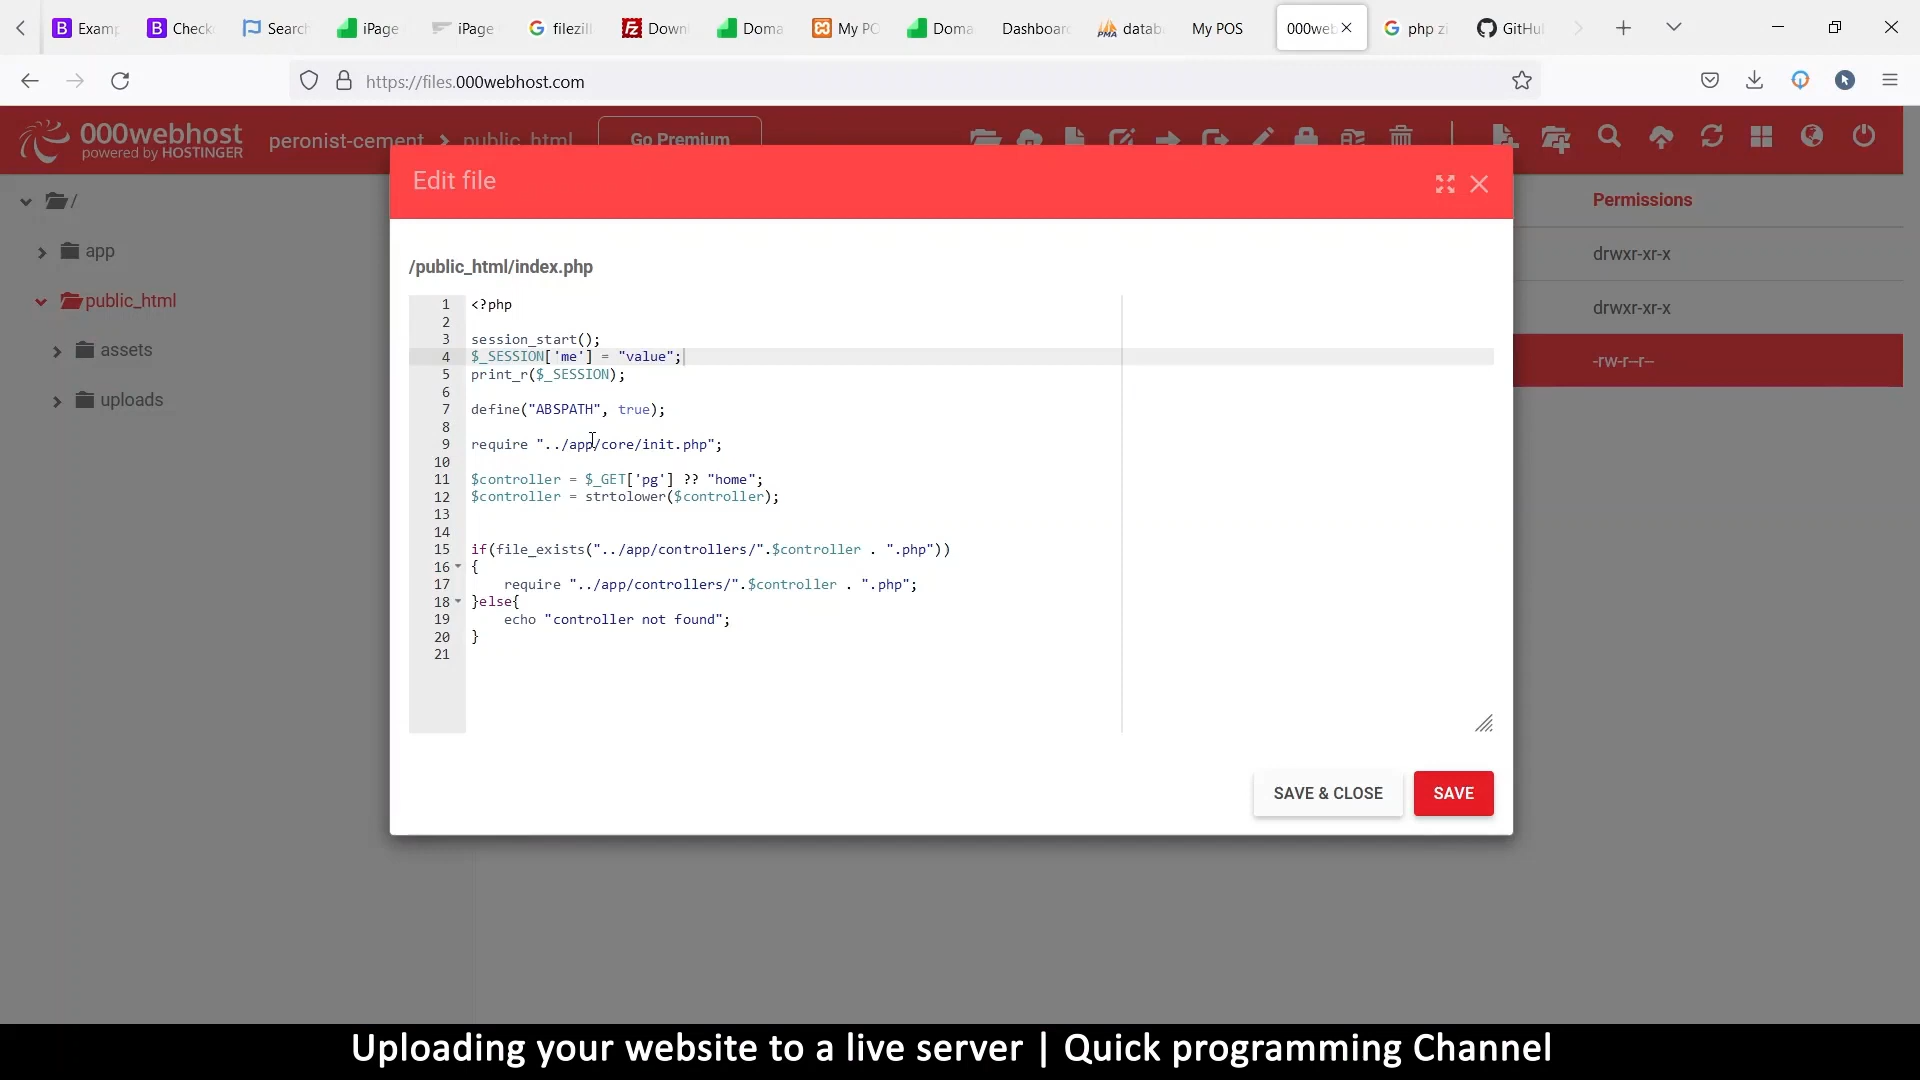 Examp
Check
Search
iPage
iPage
filezill
Downl
Doma
My PO
Doma
Dashboard
datab
My POS
000web
php zi
GitHu
https://files.000webhost.com
000webhost
powered by HOSTINGER
peronist-cement
public_html
Go Premium
Edit file
/
app
public_html
assets
uploads
Permissions
drwxr-xr-x
drwxr-xr-x
-rw-r--r--
/public_html/index.php
1 <?php
2
3 session_start();
4 $_SESSION['me'] = "value";
5 print_r($_SESSION);
6
7 define("ABSPATH", true);
8
9 require "../app/core/init.php";
10
11 $controller = $_GET['pg'] ?? "home";
12 $controller = strtolower($controller);
13
14
15 if(file_exists("../app/controllers/".$controller . ".php"))
16 {
17 require "../app/controllers/".$controller . ".php";
18 }else{
19 echo "controller not found";
20 }
21
SAVE & CLOSE
SAVE
Uploading your website to a live server | Quick programming Channel